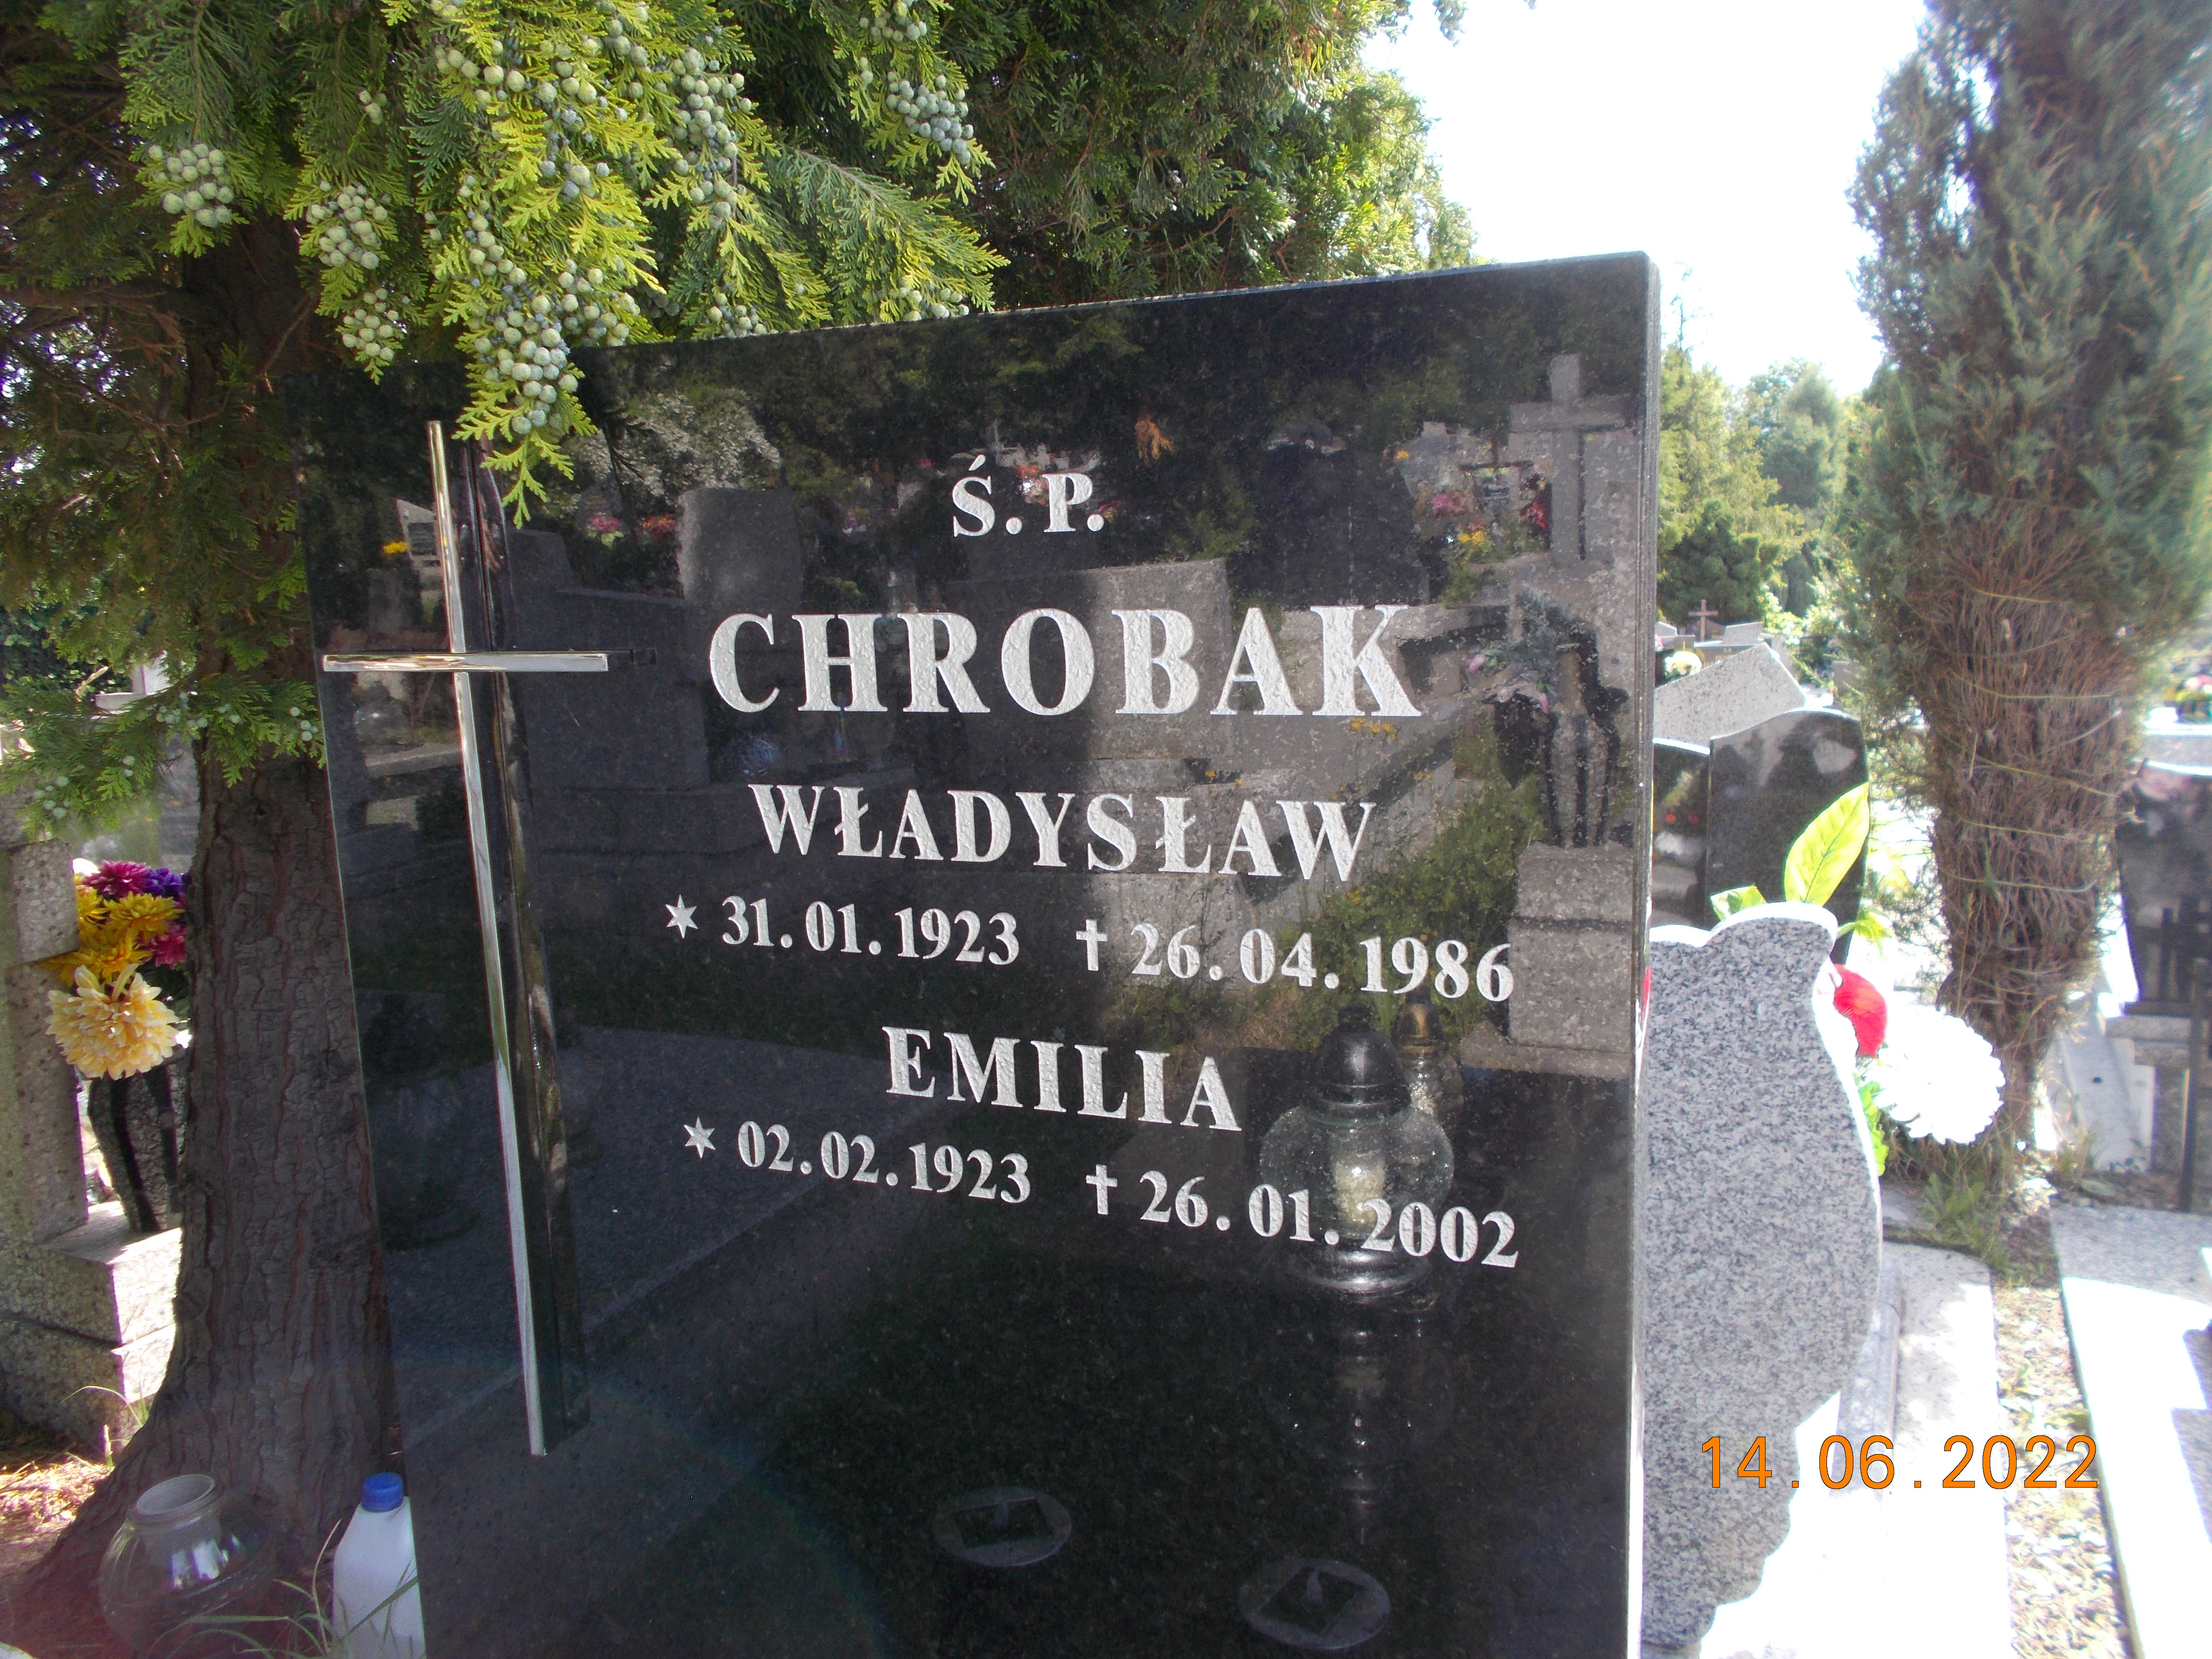 Ś. P.
CHROBAK
WŁADYSŁAW
* 31.01.1923 † 26.04.1986
EMILIA
* 02.02.1923 † 26.01.2002
14.06.2022